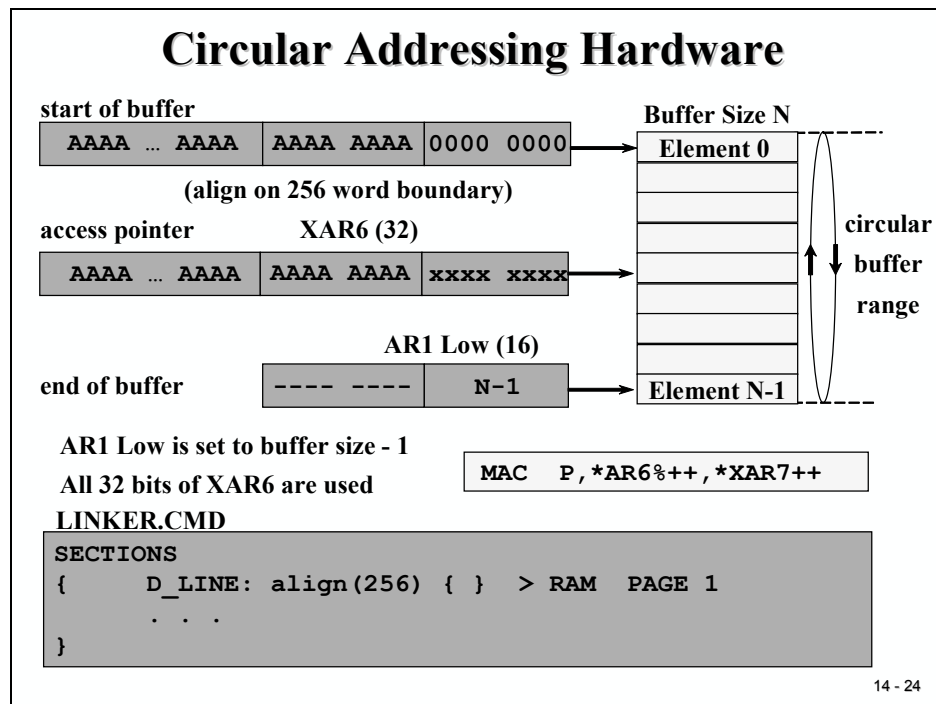 Circular Addressing Hardware
start of buffer
Buffer Size N
AAAA … AAAA AAAA AAAA 0000 0000
Element 0
(align on 256 word boundary)
access pointer XAR6 (32)
circular
buffer
range
AAAA … AAAA AAAA AAAA xxxx xxxx
AR1 Low (16)
end of buffer ---- ---- N-1
Element N-1
AR1 Low is set to buffer size - 1
All 32 bits of XAR6 are used
MAC P,*AR6%++,*XAR7++
LINKER.CMD
SECTIONS
{ D_LINE: align(256) { } > RAM PAGE 1
. . .
}
14 - 24